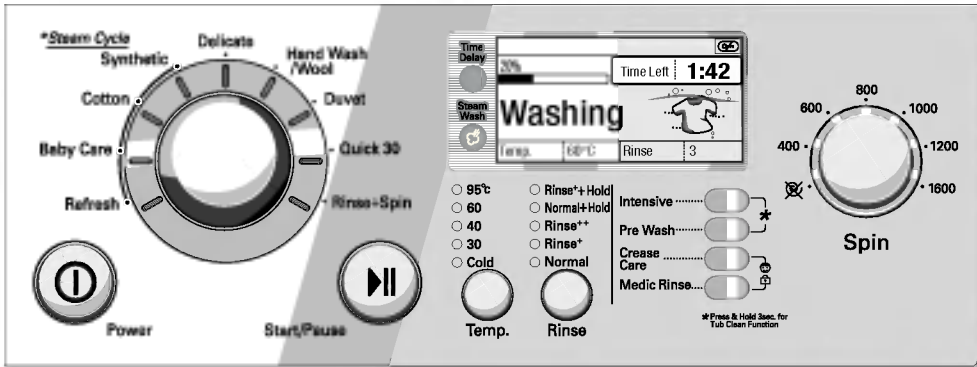 *Steam Cycle
Synthetic
Delicate
Hand Wash
/Wool
Cotton
Duvet
Baby Care
Quick 30
Refresh
Rinse+Spin
Power
Start/Pause
Time
Delay
Steam
Wash
20%
Time Left 1:42
Washing
Temp. 60°C Rinse 3
95℃
60
40
30
Cold
Temp.
Rinse⁺+Hold
Normal+Hold
Rinse⁺⁺
Rinse⁺
Normal
Rinse
Intensive
*
Pre Wash
Crease
Care
Medic Rinse
*Press & Hold 3sec. for
Tub Clean Function
400
600
800
1000
1200
1600
Spin